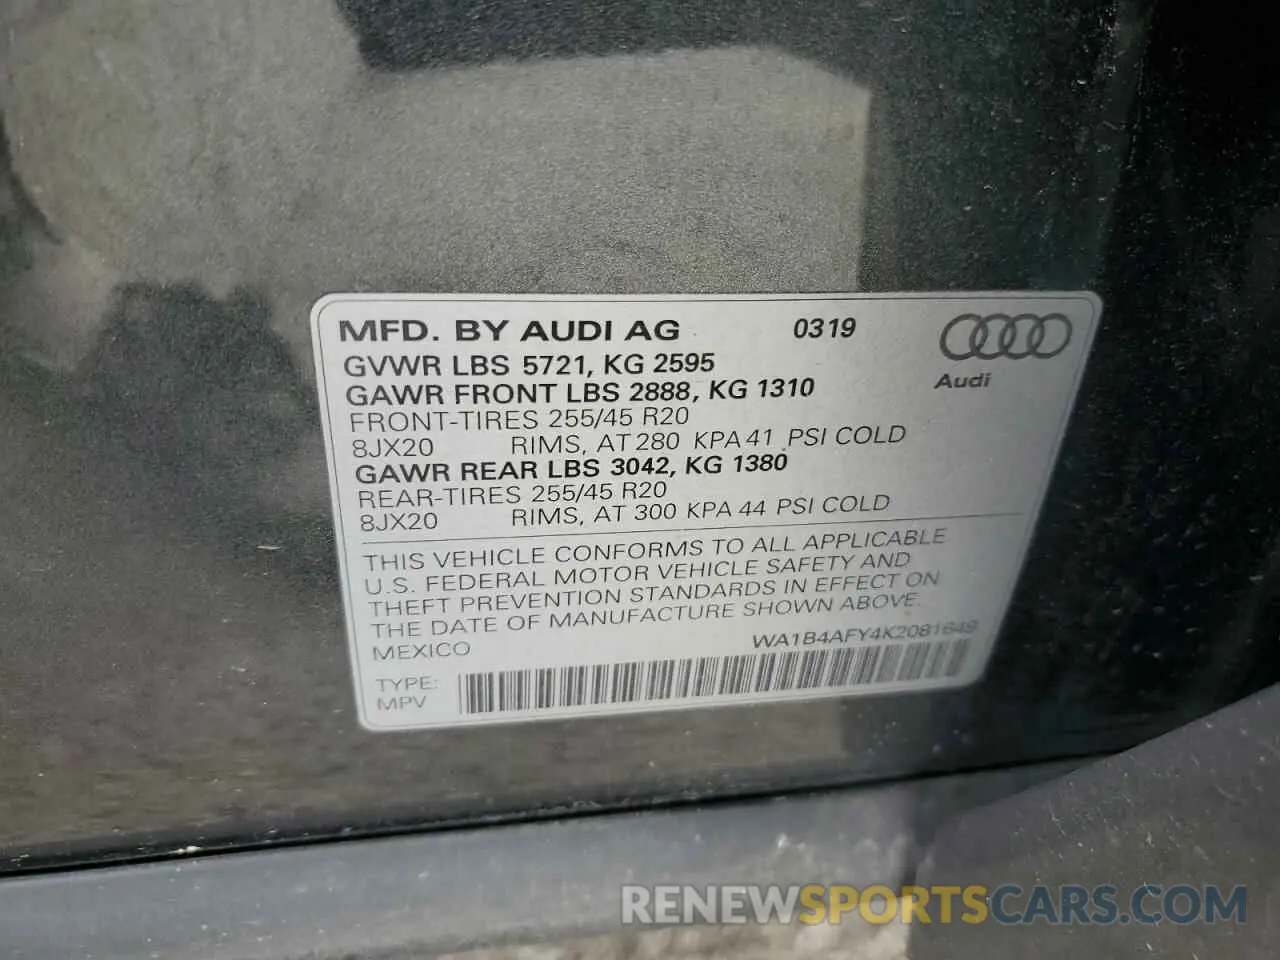 MFD. BY AUDI AG 0319
GVWR LBS 5721, KG 2595
GAWR FRONT LBS 2888, KG 1310
Audi
FRONT-TIRES 255/45 R20
8JX20 RIMS, AT 280 KPA 41 PSI COLD
GAWR REAR LBS 3042, KG 1380
REAR-TIRES 255/45 R20
8JX20 RIMS, AT 300 KPA 44 PSI COLD
THIS VEHICLE CONFORMS TO ALL APPLICABLE
U.S. FEDERAL MOTOR VEHICLE SAFETY AND
THEFT PREVENTION STANDARDS IN EFFECT ON
THE DATE OF MANUFACTURE SHOWN ABOVE.
MEXICO WA1B4AFY4K2081649
TYPE:
MPV
RENEWSPORTSCARS.COM